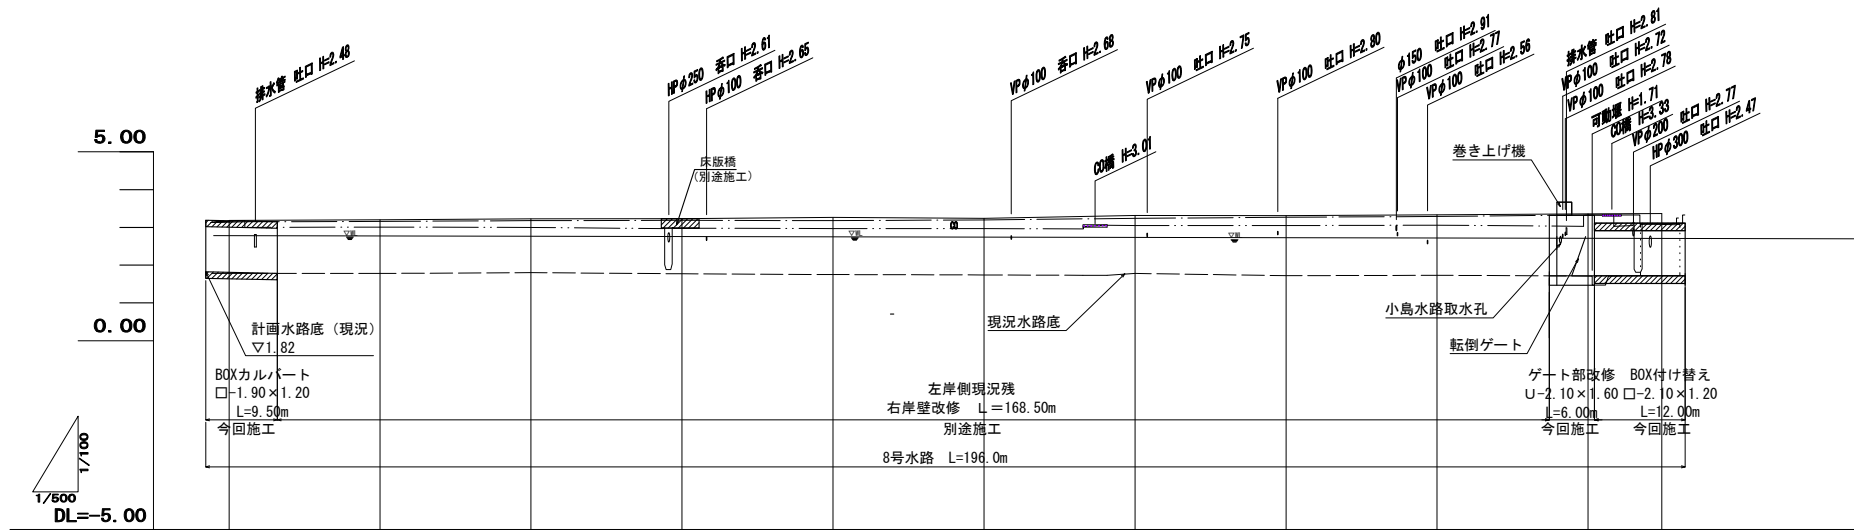 排水管 吐口 H=2.48
HPφ250 呑口 H=2.61
HPφ100 呑口 H=2.65
VPφ100 呑口 H=2.68
CO橋 H=3.01
VPφ100 吐口 H=2.75
VPφ100 吐口 H=2.80
φ150 吐口 H=2.91
VPφ100 吐口 H=2.77
VPφ100 吐口 H=2.56
排水管 吐口 H=2.81
VPφ100 吐口 H=2.72
VPφ100 吐口 H=2.78
可動堰 H=1.71
CO橋 H=3.33
VPφ200 吐口 H=2.77
HPφ300 吐口 H=2.47
5.00
床版橋
(別途施工)
巻き上げ機
▽WL
▽WL
▽WL
0.00
計画水路底（現況）
▽1.82
現況水路底
小島水路取水孔
転倒ゲート
BOXカルバート
□-1.90×1.20
L=9.50m
今回施工
左岸側現況残
右岸壁改修 L=168.50m
別途施工
ゲート部改修
U-2.10×1.60
L=6.00m
今回施工
BOX付け替え
□-2.10×1.20
L=12.00m
今回施工
8号水路 L=196.0m
1/100
1/500
DL=-5.00